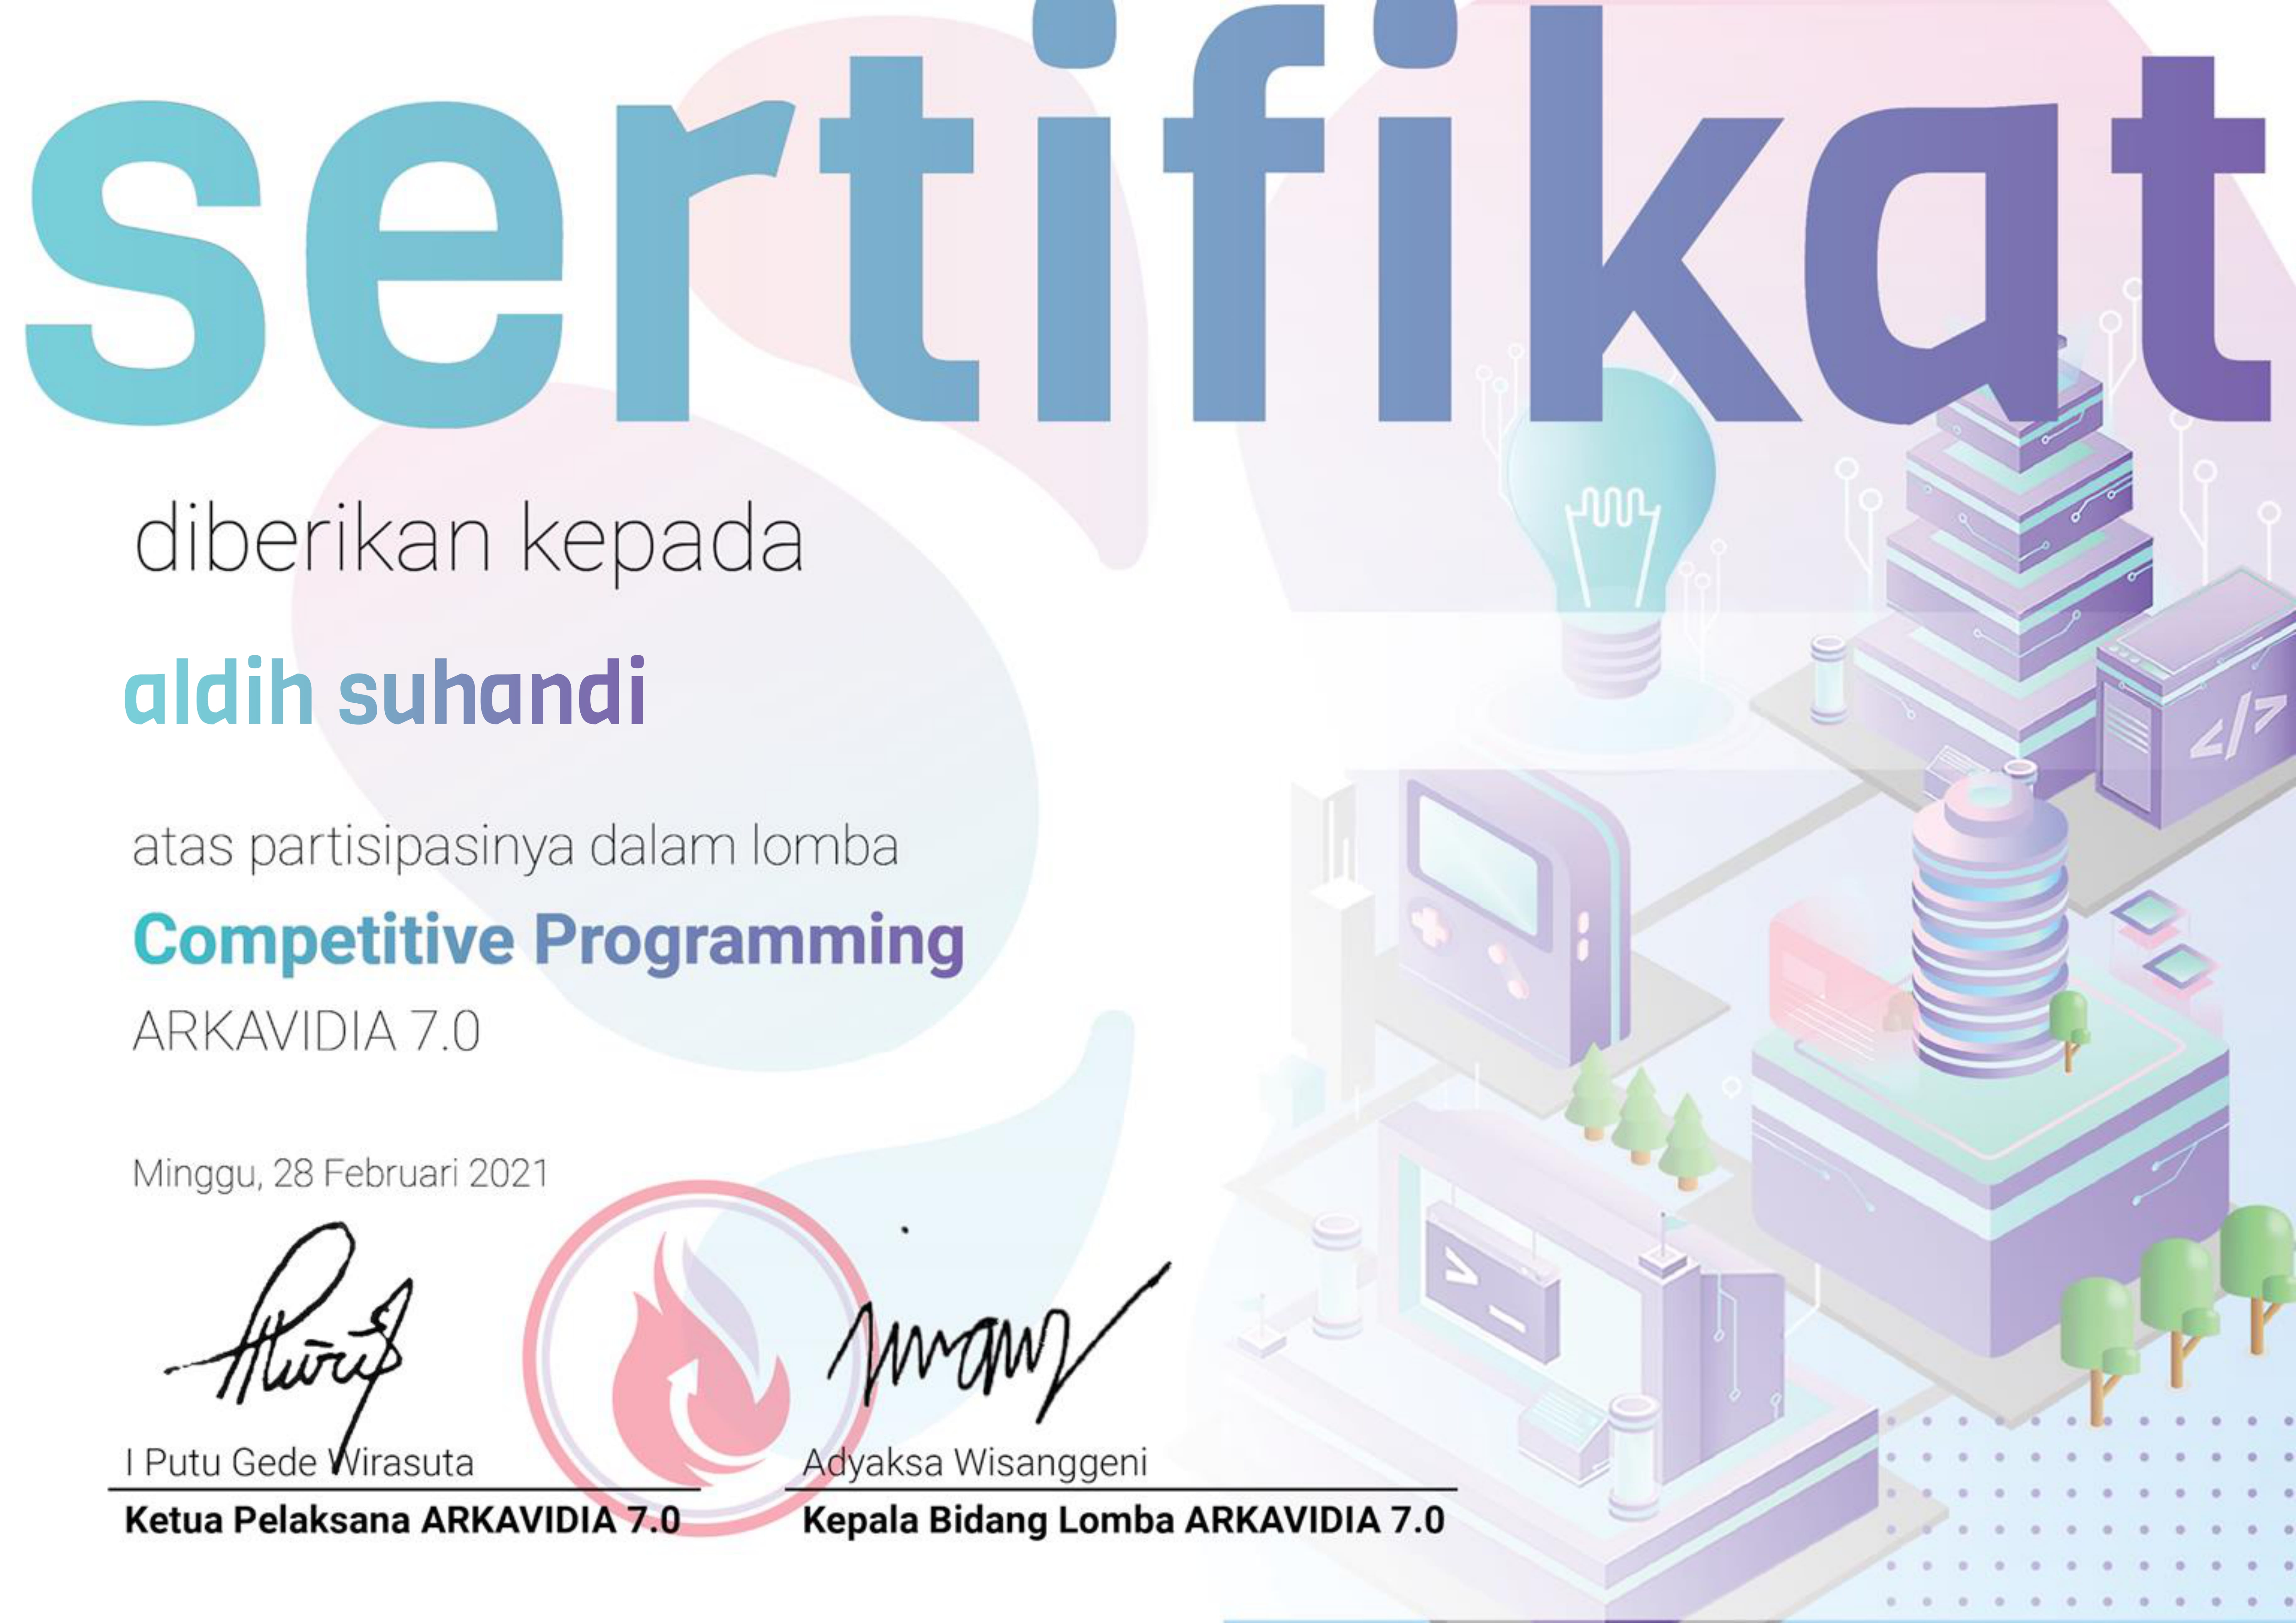 sertifikat
diberikan kepada
aldih suhandi
atas partisipasinya dalam lomba
Competitive Programming
ARKAVIDIA 7.0
Minggu, 28 Februari 2021
I Putu Gede Wirasuta
Adyaksa Wisanggeni
Ketua Pelaksana ARKAVIDIA 7.0
Kepala Bidang Lomba ARKAVIDIA 7.0